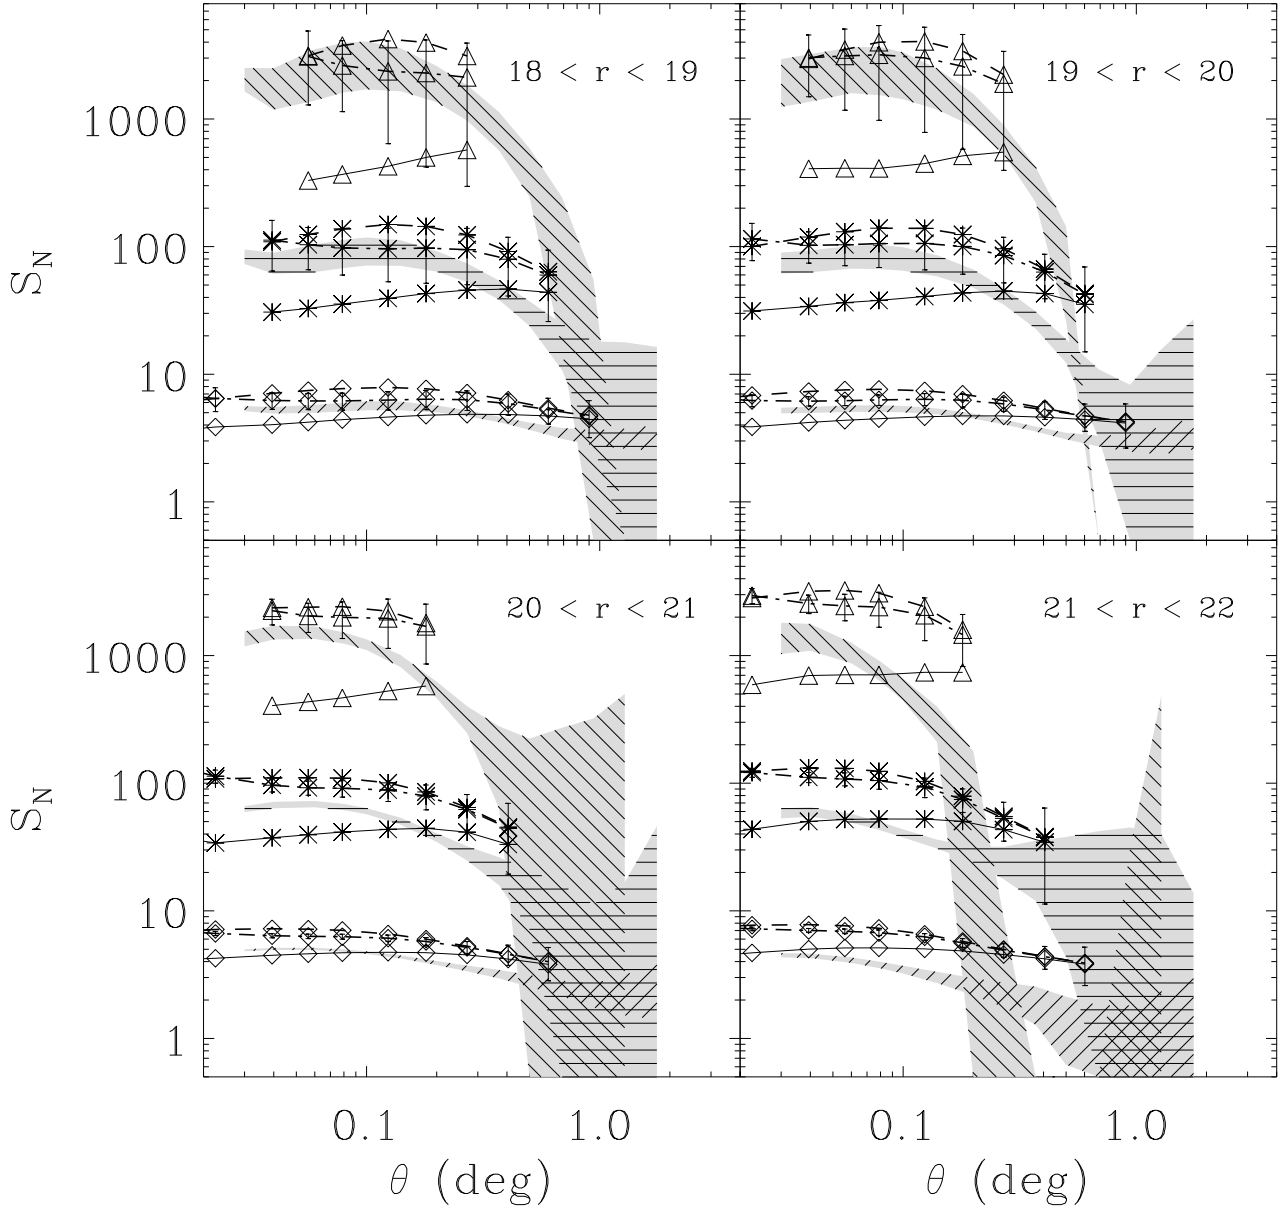 18 < r < 19
19 < r < 20
1000
100
10
1
S_N
20 < r < 21
21 < r < 22
1000
100
10
1
S_N
0.1 1.0 0.1 1.0
θ (deg) θ (deg)